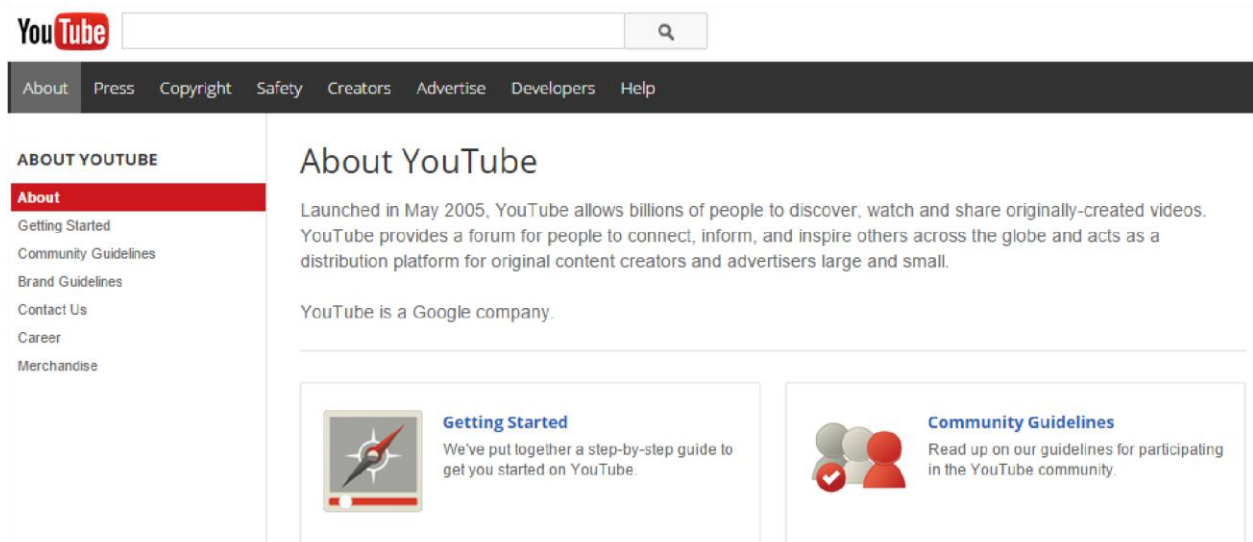 YouTube
About Press Copyright Safety Creators Advertise Developers Help
ABOUT YOUTUBE
About
Getting Started
Community Guidelines
Brand Guidelines
Contact Us
Career
Merchandise
About YouTube
Launched in May 2005, YouTube allows billions of people to discover, watch and share originally-created videos.
YouTube provides a forum for people to connect, inform, and inspire others across the globe and acts as a
distribution platform for original content creators and advertisers large and small.
YouTube is a Google company.
Getting Started
We've put together a step-by-step guide to
get you started on YouTube.
Community Guidelines
Read up on our guidelines for participating
in the YouTube community.